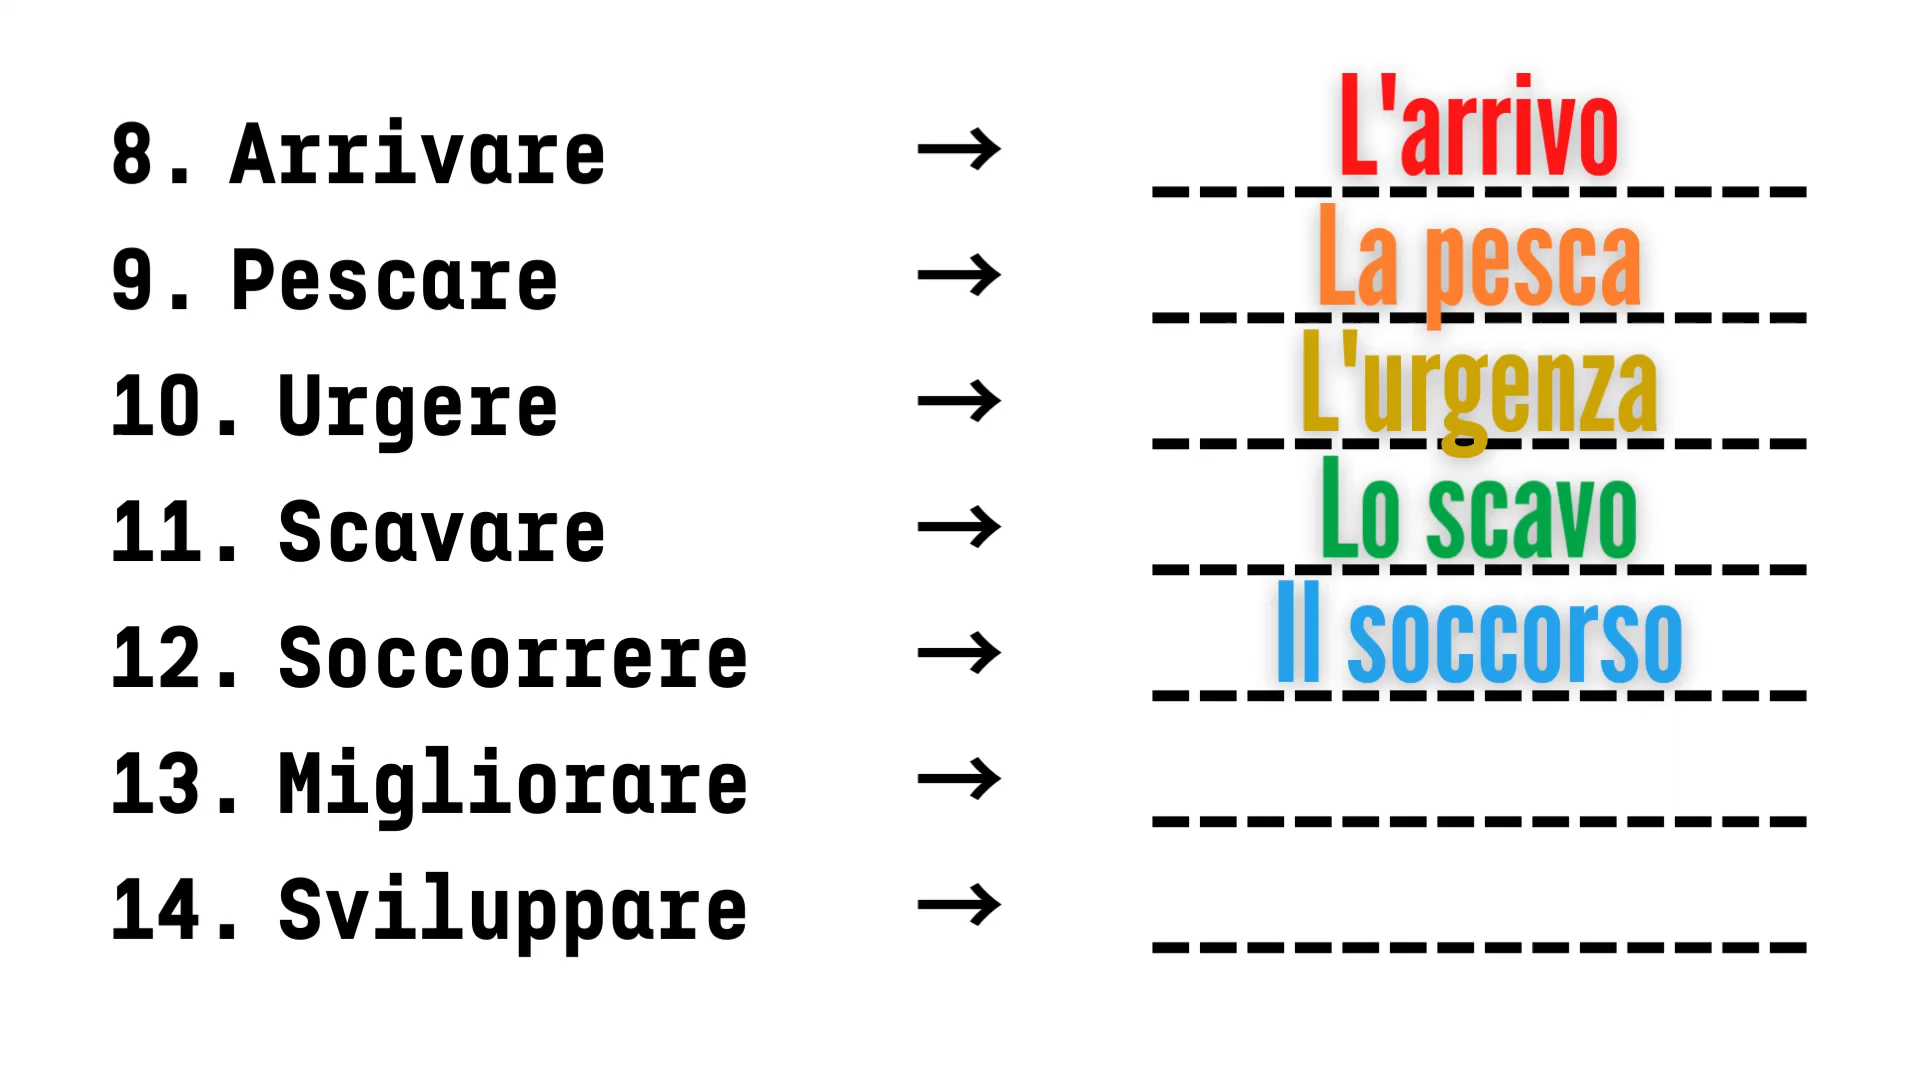 8. Arrivare → L'arrivo
9. Pescare → La pesca
10. Urgere → L'urgenza
11. Scavare → Lo scavo
12. Soccorrere → Il soccorso
13. Migliorare →
14. Sviluppare →